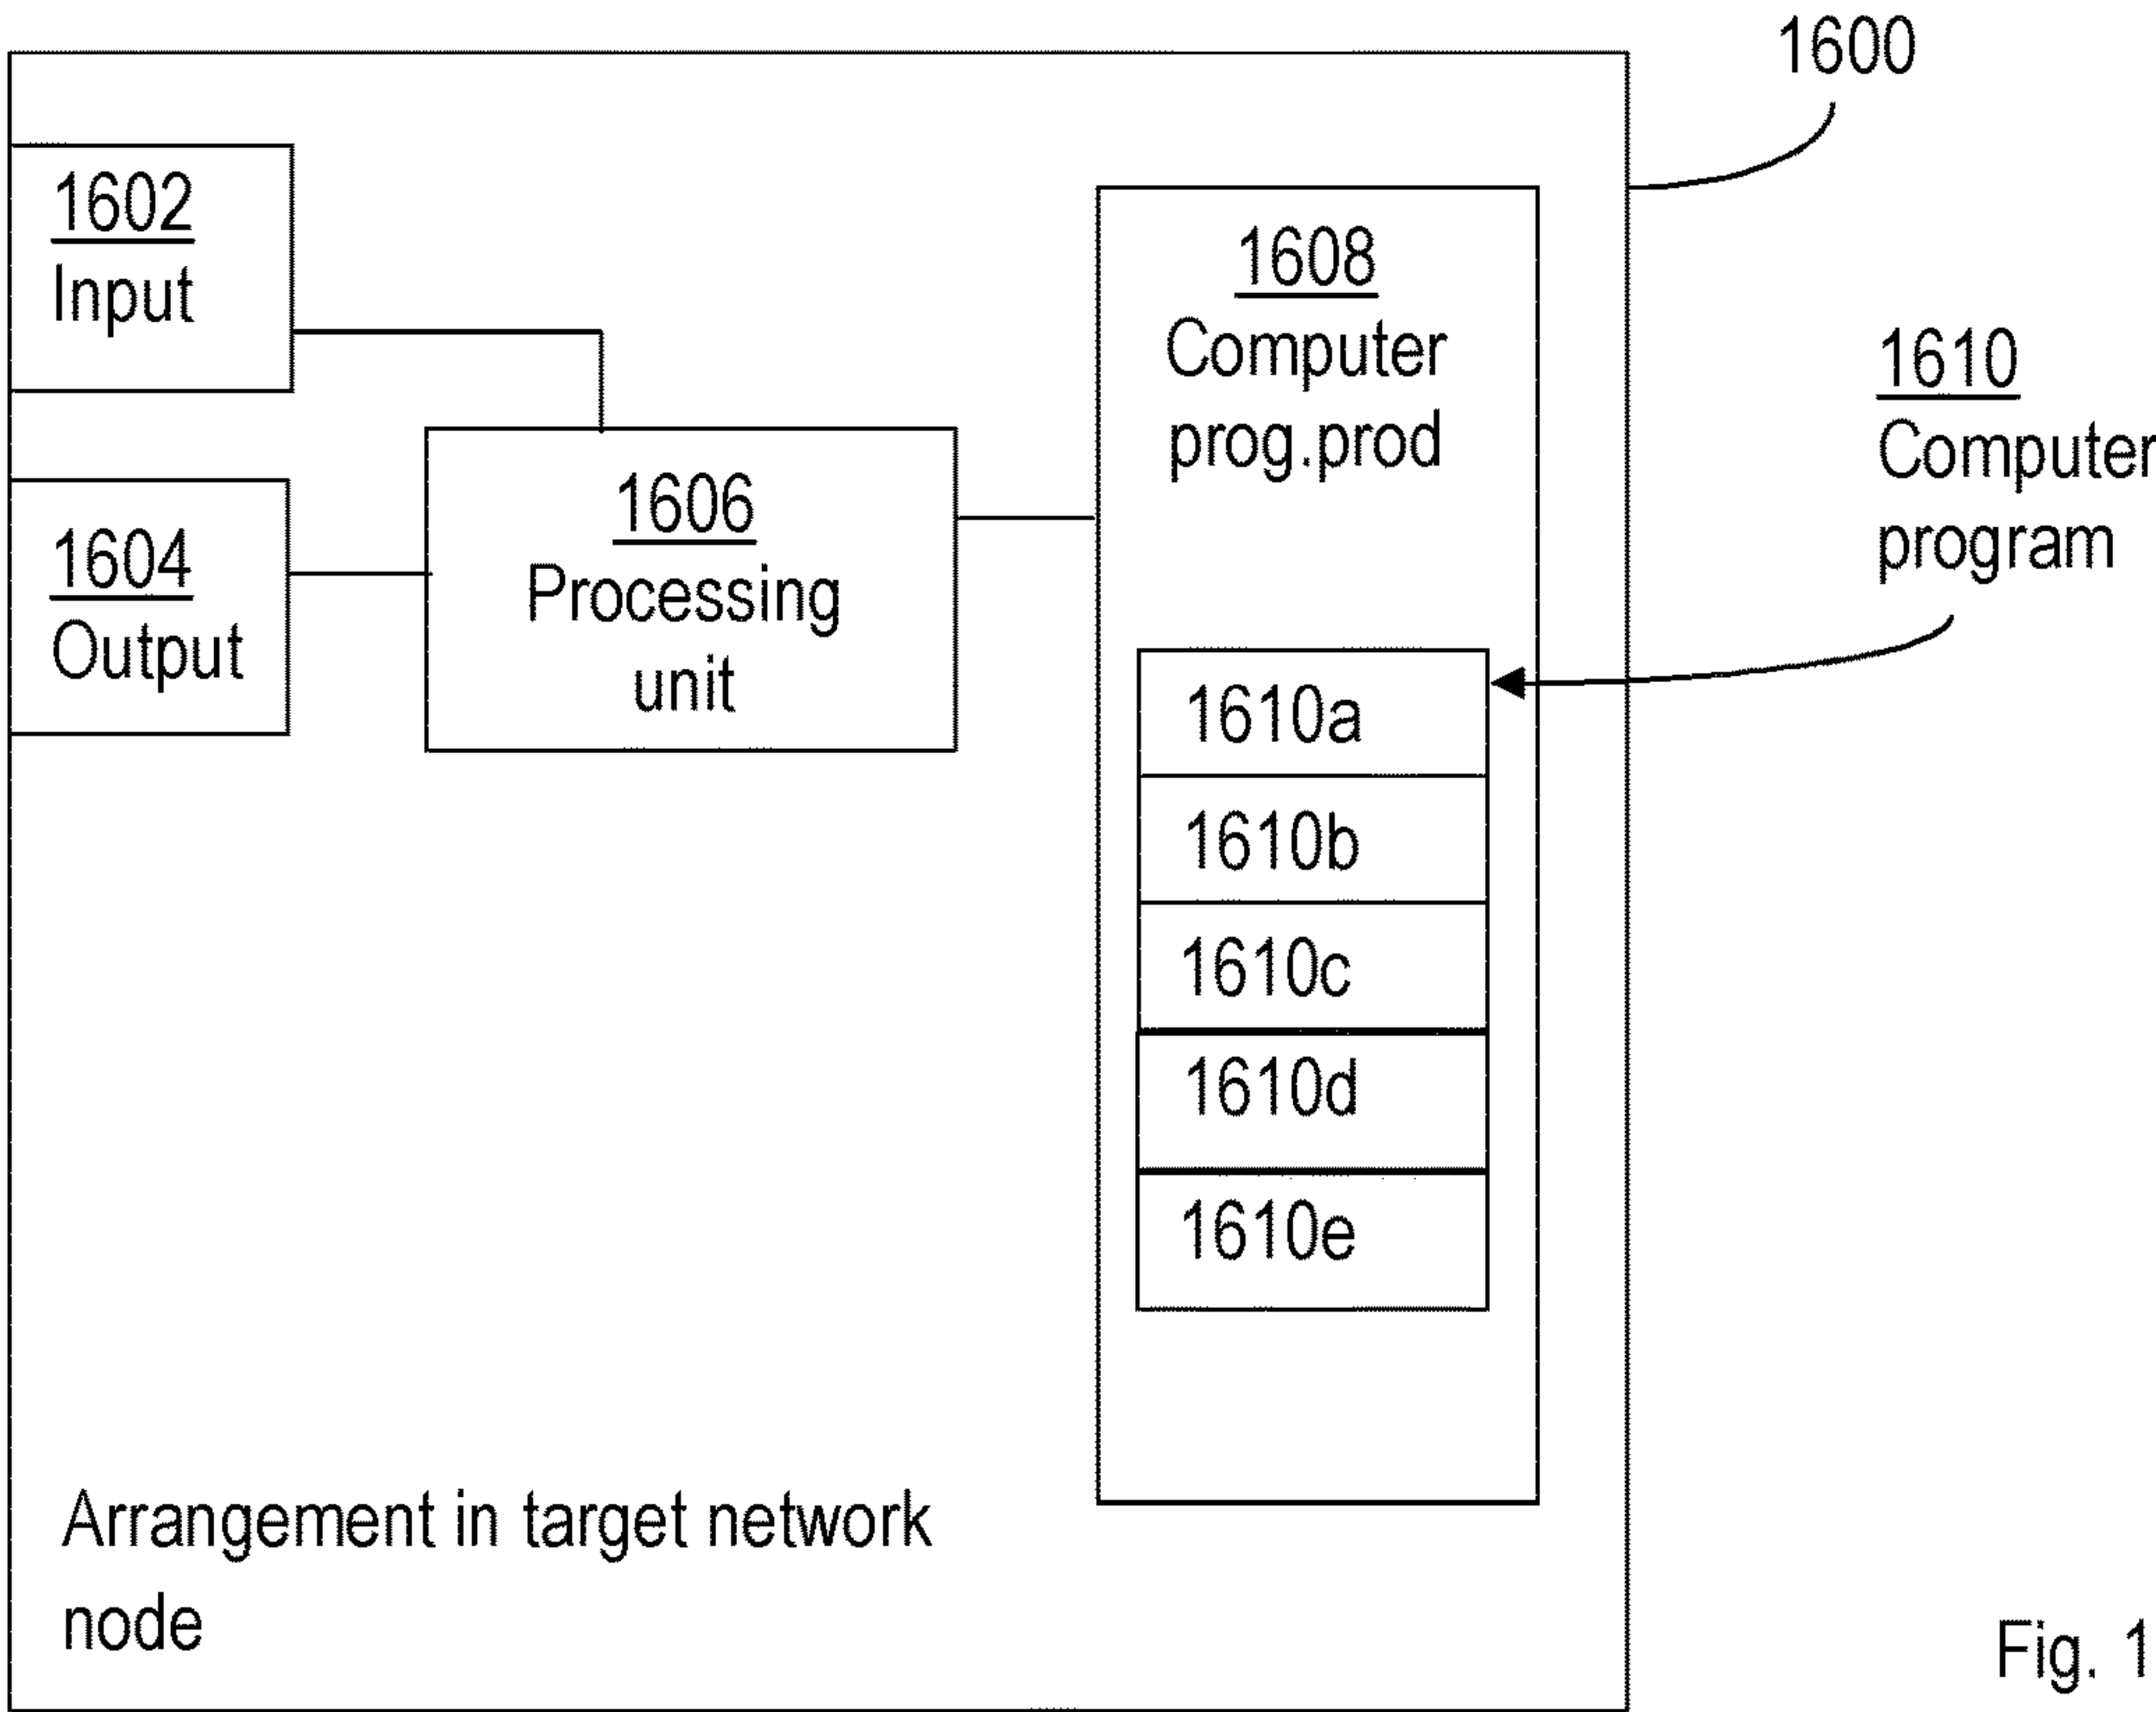 1600
1602
Input
1608
Computer
prog.prod
1610
Computer
program
1606
Processing
unit
1604
Output
1610a
1610b
1610c
1610d
1610e
Arrangement in target network
node
Fig. 1